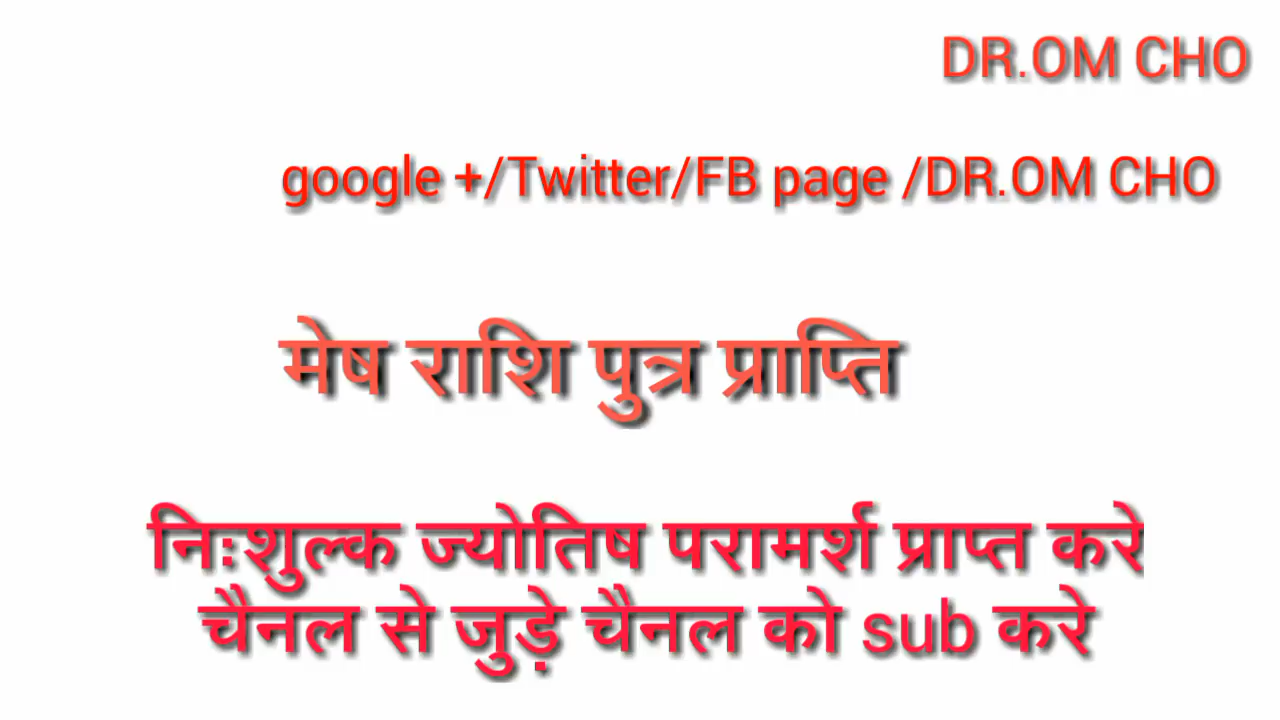 DR.OM CHO
google +/Twitter/FB page /DR.OM CHO
मेष राशि पुत्र प्राप्ति
निःशुल्क ज्योतिष परामर्श प्राप्त करे
चैनल से जुड़े चैनल को sub करे